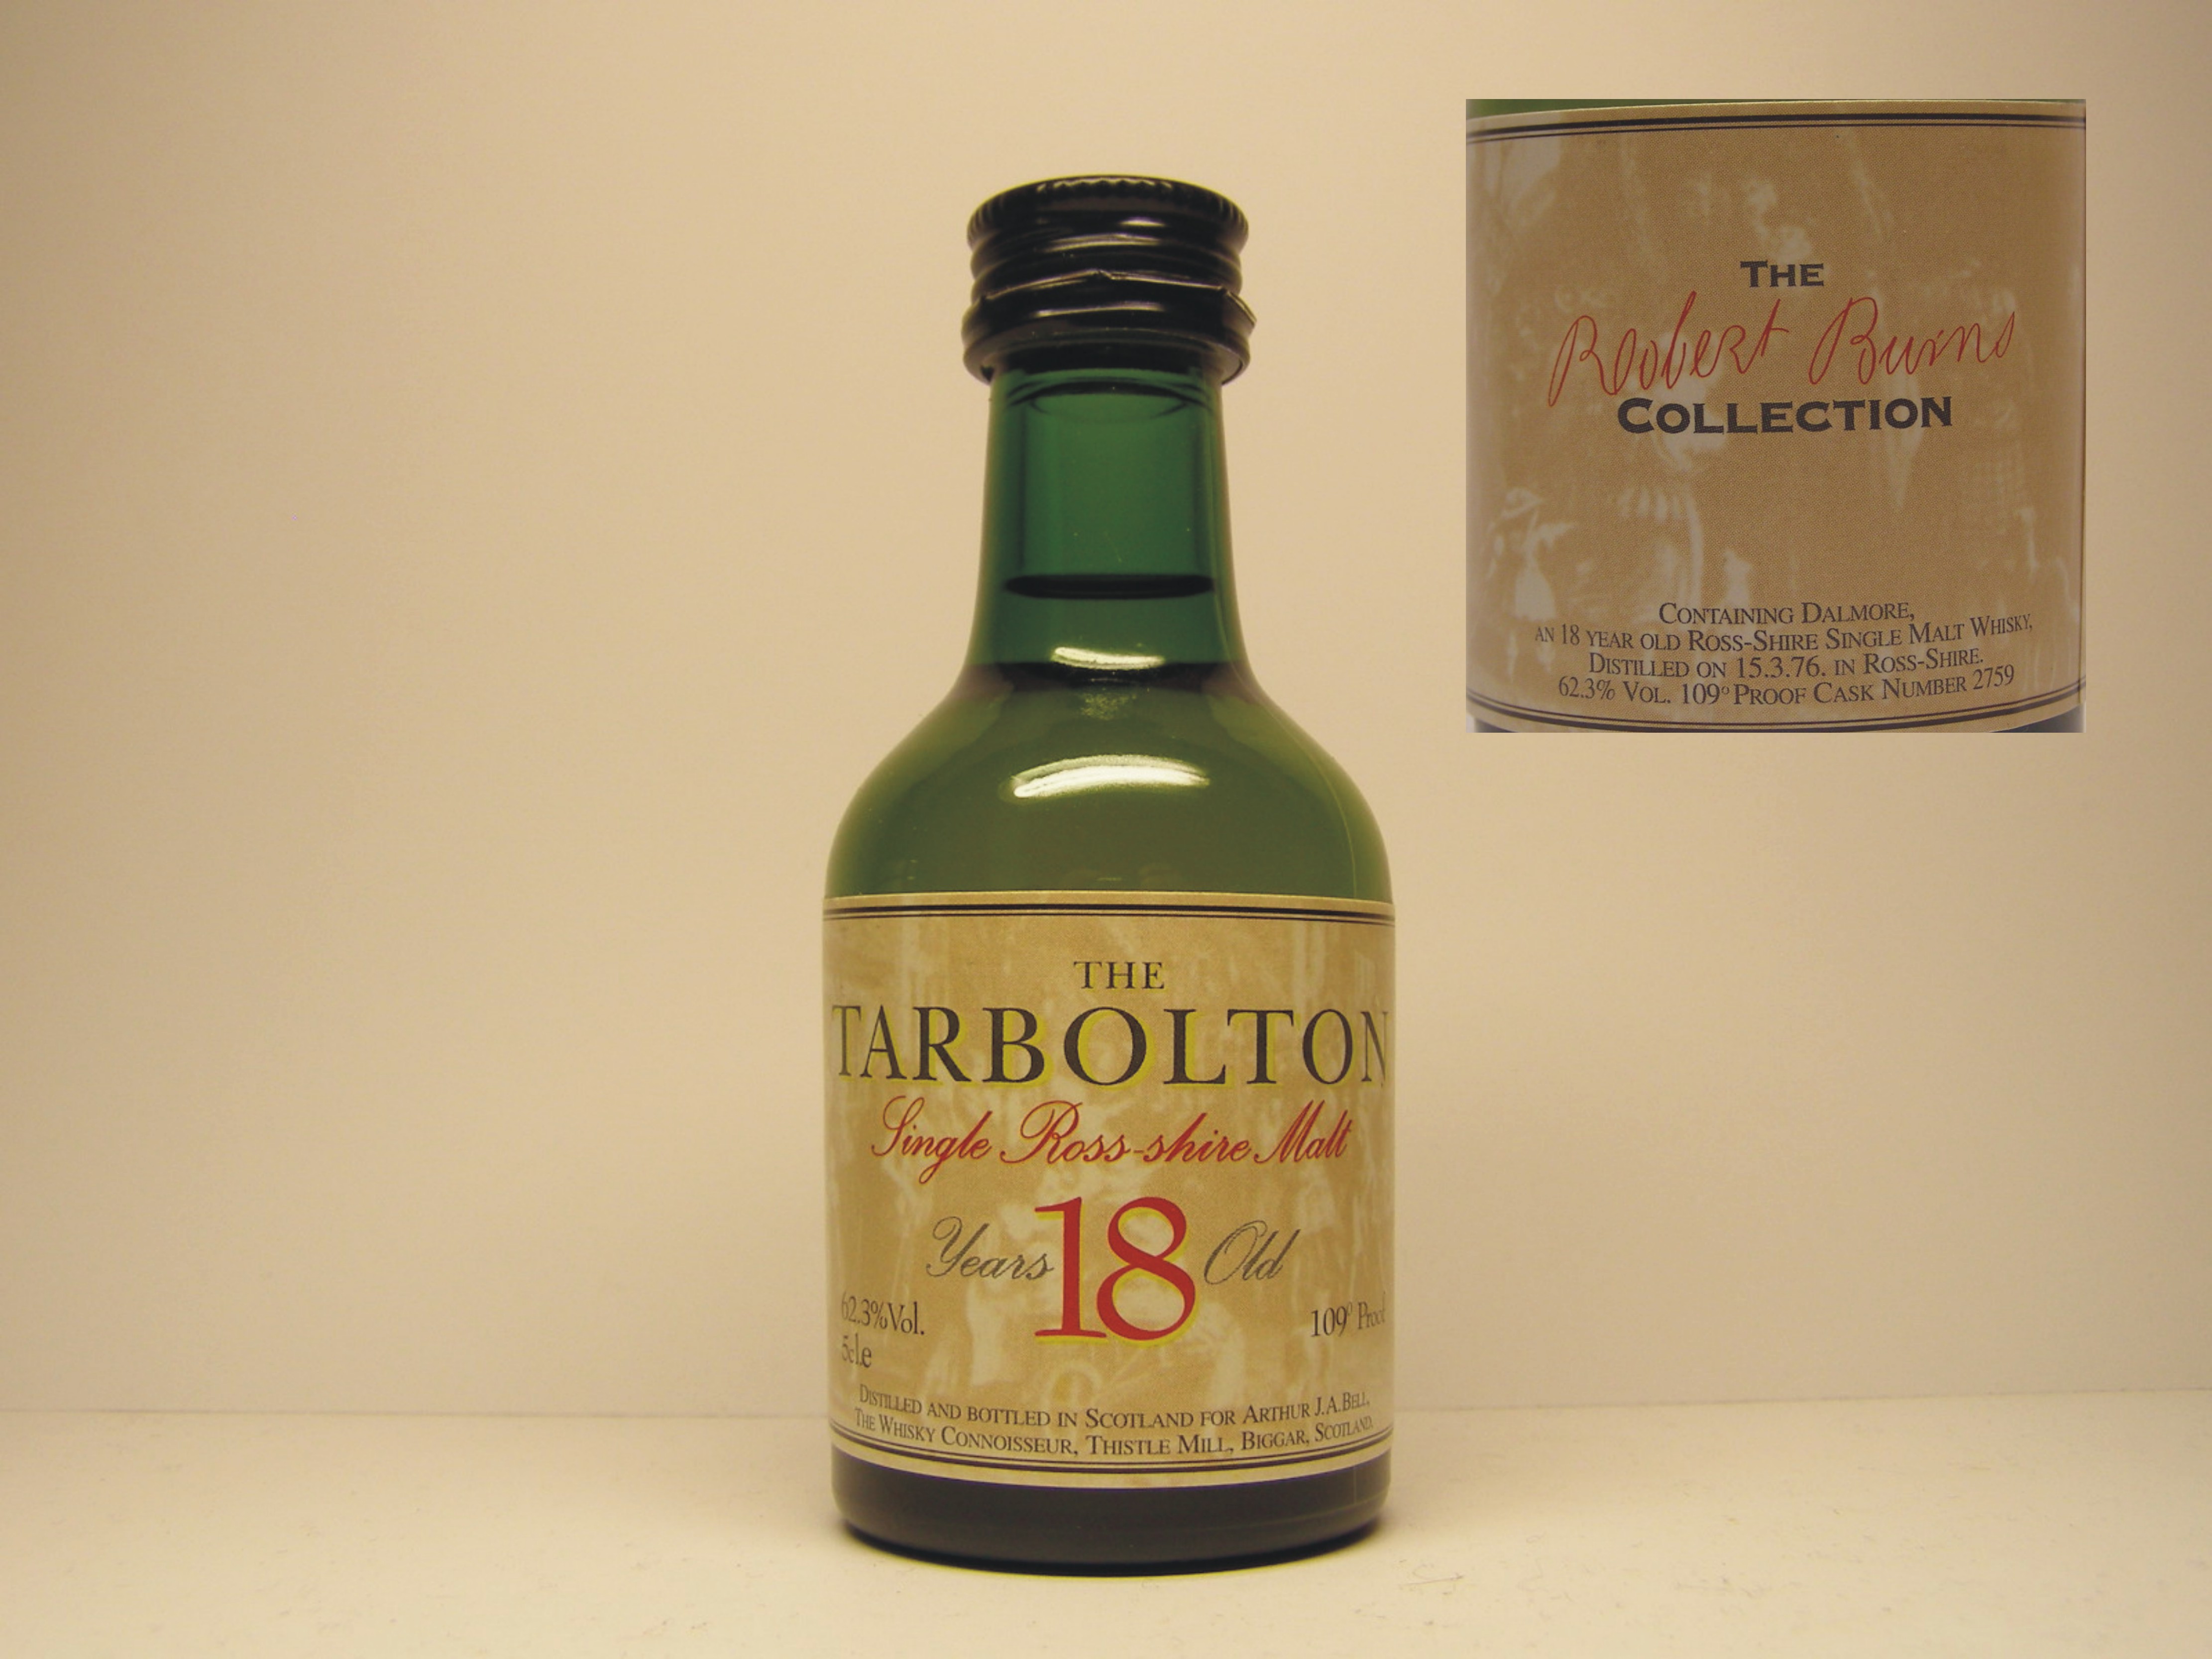 THE
TARBOLTON
Single Ross-shire Malt
Years 18 Old
62.3%Vol.
109º Proof
5cl.e
DISTILLED AND BOTTLED IN SCOTLAND FOR ARTHUR J.A.BELL,
THE WHISKY CONNOISSEUR, THISTLE MILL, BIGGAR, SCOTLAND.
THE
Robert Burns
COLLECTION
CONTAINING DALMORE,
AN 18 YEAR OLD ROSS-SHIRE SINGLE MALT WHISKY,
DISTILLED ON 15.3.76. IN ROSS-SHIRE.
62.3% VOL. 109º PROOF CASK NUMBER 2759